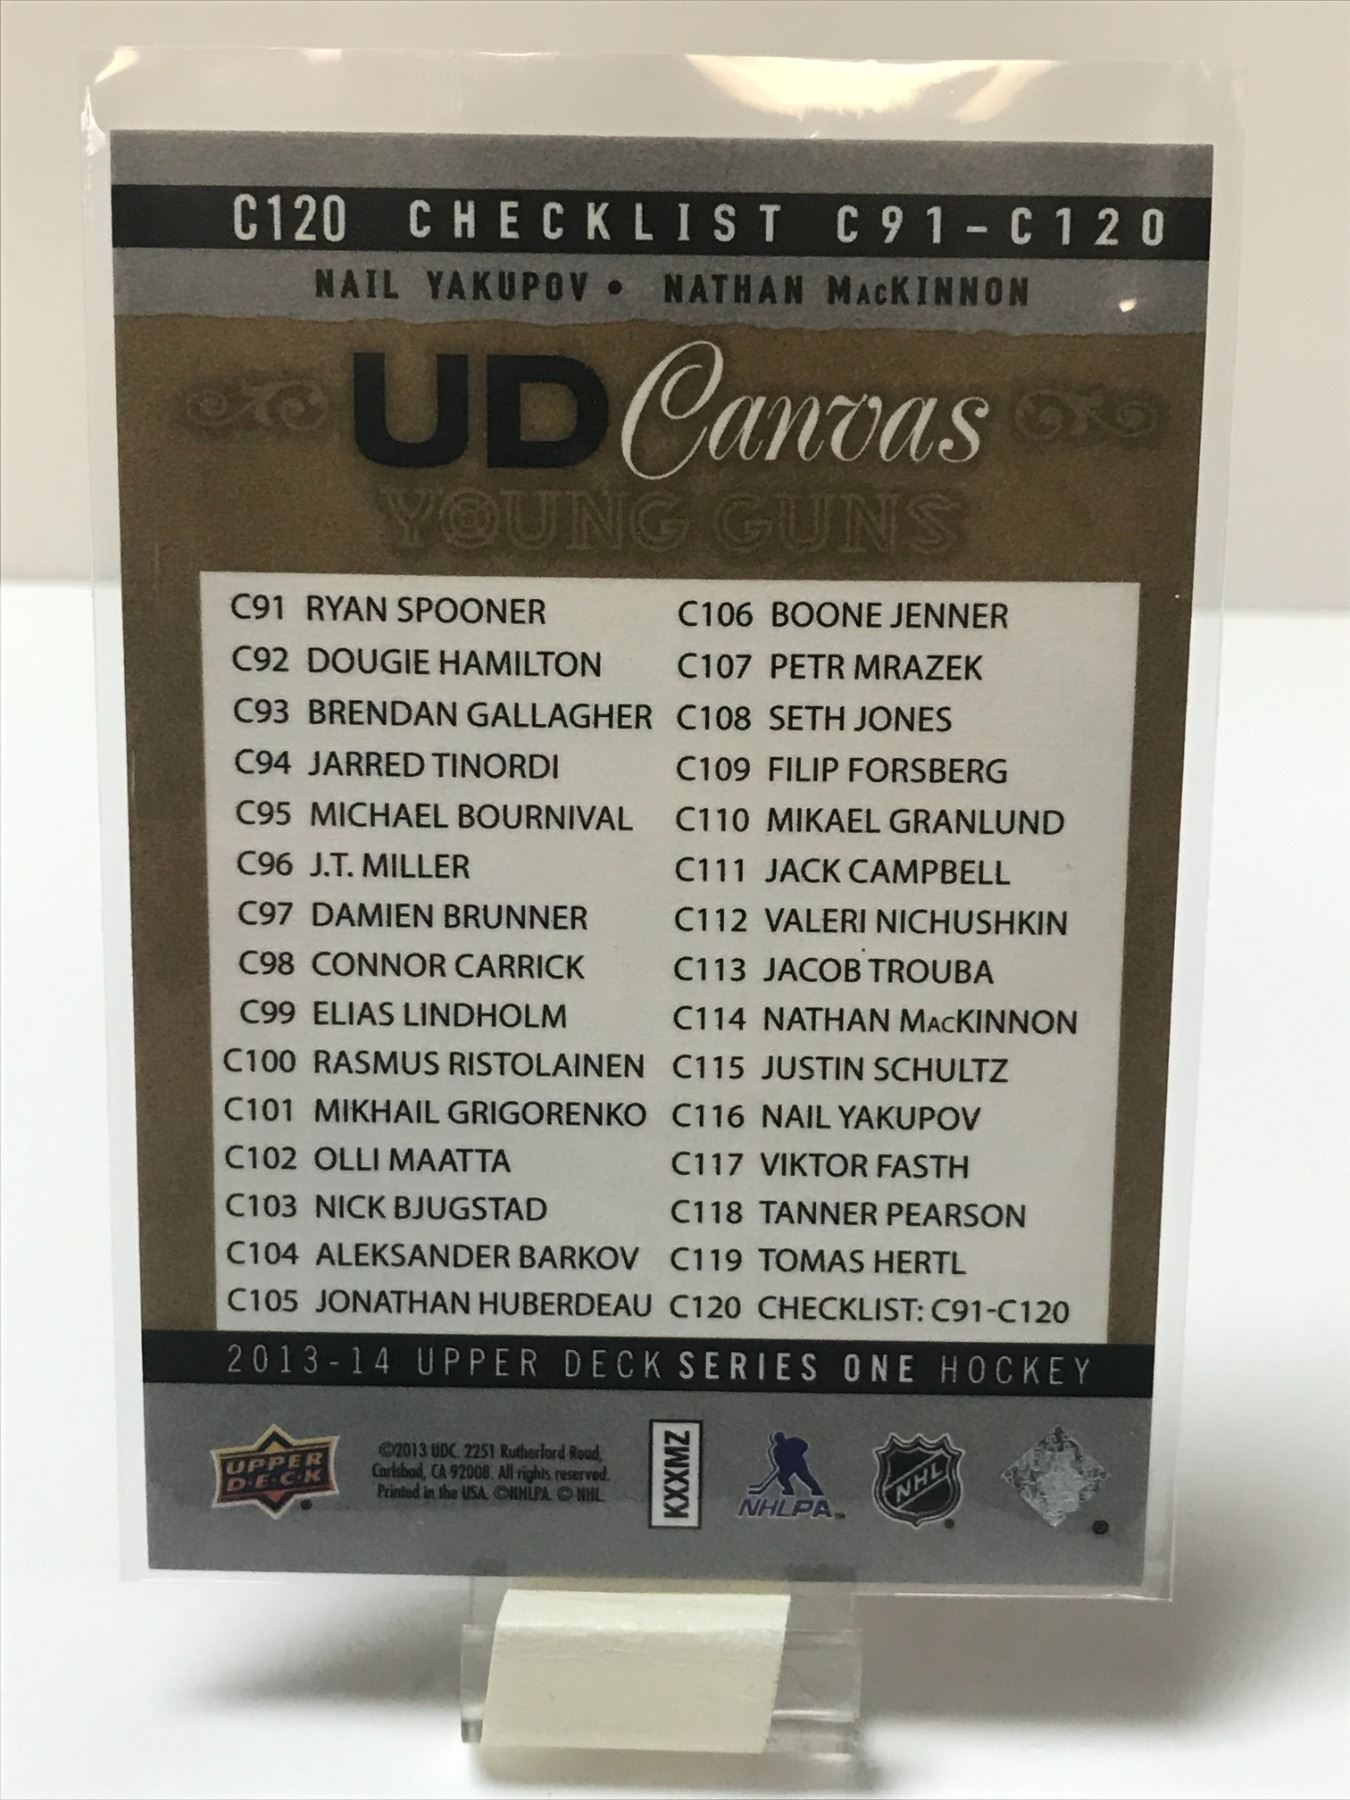 C120 CHECKLIST C91-C120
NAIL YAKUPOV • NATHAN MacKINNON
UD Canvas
YOUNG GUNS
C91 RYAN SPOONER
C92 DOUGIE HAMILTON
C93 BRENDAN GALLAGHER
C94 JARRED TINORDI
C95 MICHAEL BOURNIVAL
C96 J.T. MILLER
C97 DAMIEN BRUNNER
C98 CONNOR CARRICK
C99 ELIAS LINDHOLM
C100 RASMUS RISTOLAINEN
C101 MIKHAIL GRIGORENKO
C102 OLLI MAATTA
C103 NICK BJUGSTAD
C104 ALEKSANDER BARKOV
C105 JONATHAN HUBERDEAU
C106 BOONE JENNER
C107 PETR MRAZEK
C108 SETH JONES
C109 FILIP FORSBERG
C110 MIKAEL GRANLUND
C111 JACK CAMPBELL
C112 VALERI NICHUSHKIN
C113 JACOB TROUBA
C114 NATHAN MacKINNON
C115 JUSTIN SCHULTZ
C116 NAIL YAKUPOV
C117 VIKTOR FASTH
C118 TANNER PEARSON
C119 TOMAS HERTL
C120 CHECKLIST: C91-C120
2013-14 UPPER DECK SERIES ONE HOCKEY
UPPER
D·E·C·K
®
©2013 UDC. 2251 Rutherford Road,
Carlsbad, CA 92008. All rights reserved.
Printed in the USA. ©NHLPA. © NHL.
KXXMZ
NHLPA™
NHL
®
®